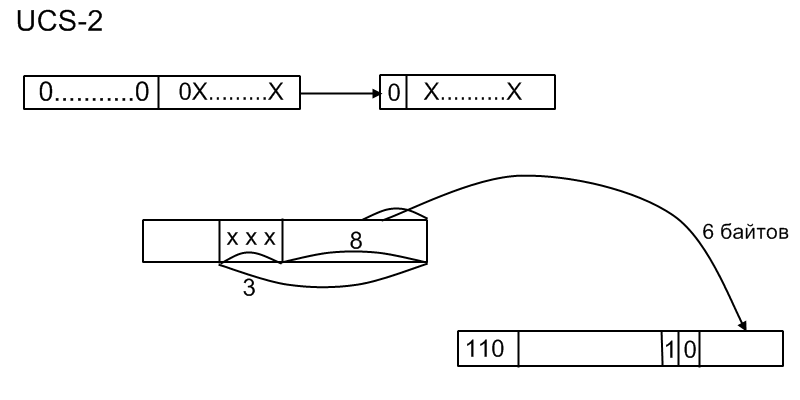 UCS-2
0...........0 0X.........X 0 X..........X
x x x 8
6 байтов
3
110 1 0